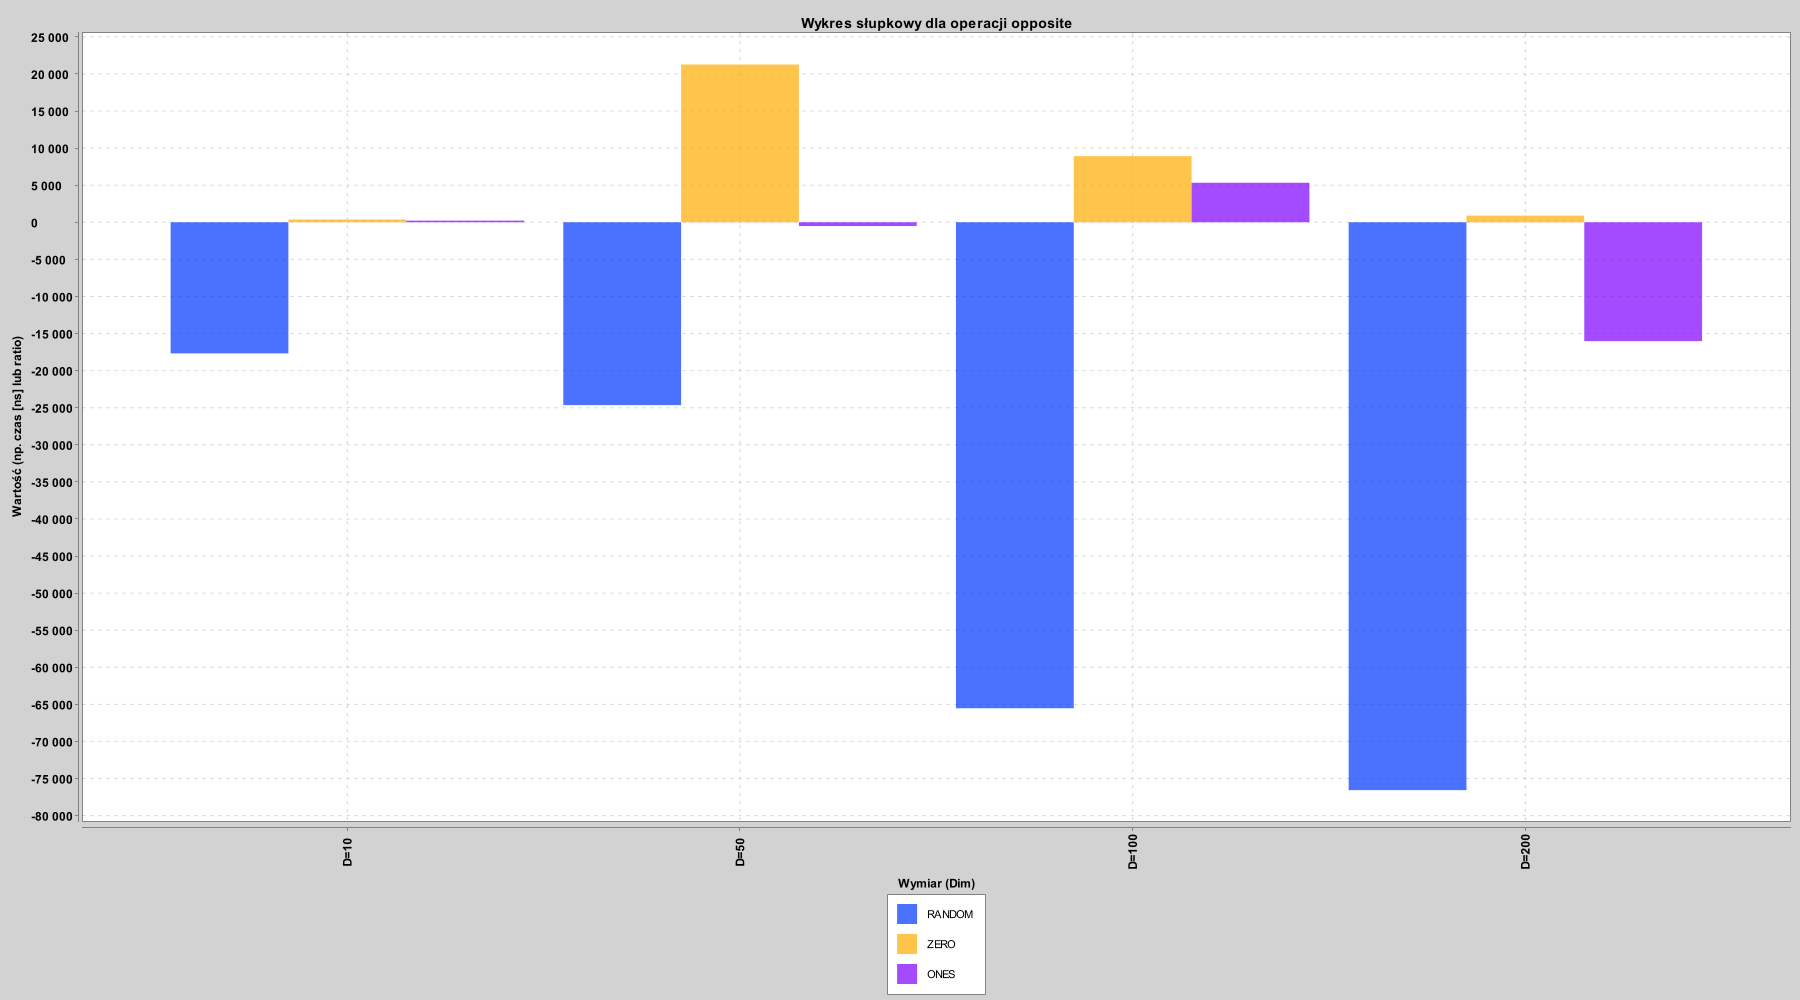 Wykres słupkowy dla operacji opposite
Wartość (np. czas [ns] lub ratio)
25 000
20 000
15 000
10 000
5 000
0
-5 000
-10 000
-15 000
-20 000
-25 000
-30 000
-35 000
-40 000
-45 000
-50 000
-55 000
-60 000
-65 000
-70 000
-75 000
-80 000
D=10
D=50
D=100
D=200
Wymiar (Dim)
RANDOM
ZERO
ONES